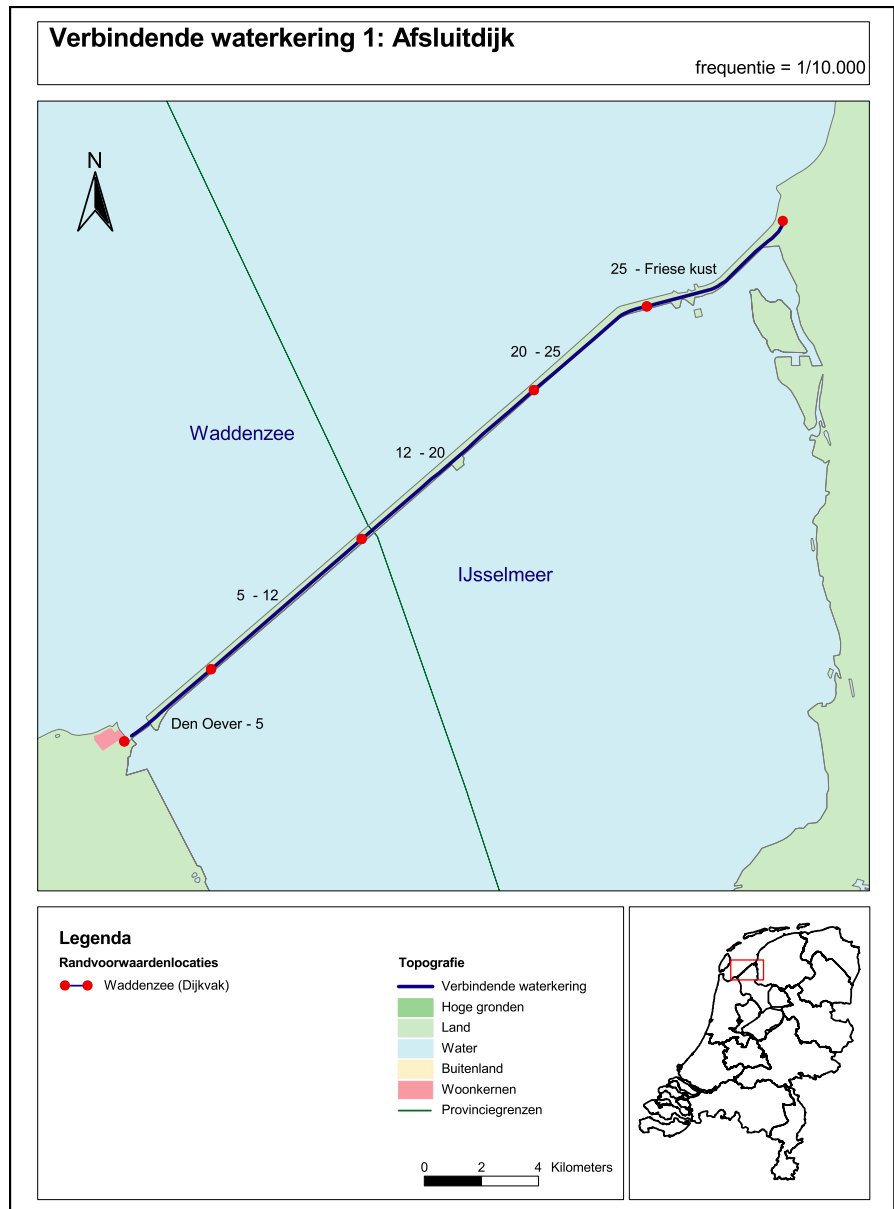 Verbindende waterkering 1: Afsluitdijk
frequentie = 1/10.000
N
25 - Friese kust
20 - 25
Waddenzee
12 - 20
IJsselmeer
5 - 12
Den Oever - 5
Legenda
Randvoorwaardenlocaties
Waddenzee (Dijkvak)
Topografie
Verbindende waterkering
Hoge gronden
Land
Water
Buitenland
Woonkernen
Provinciegrenzen
0 2 4 Kilometers